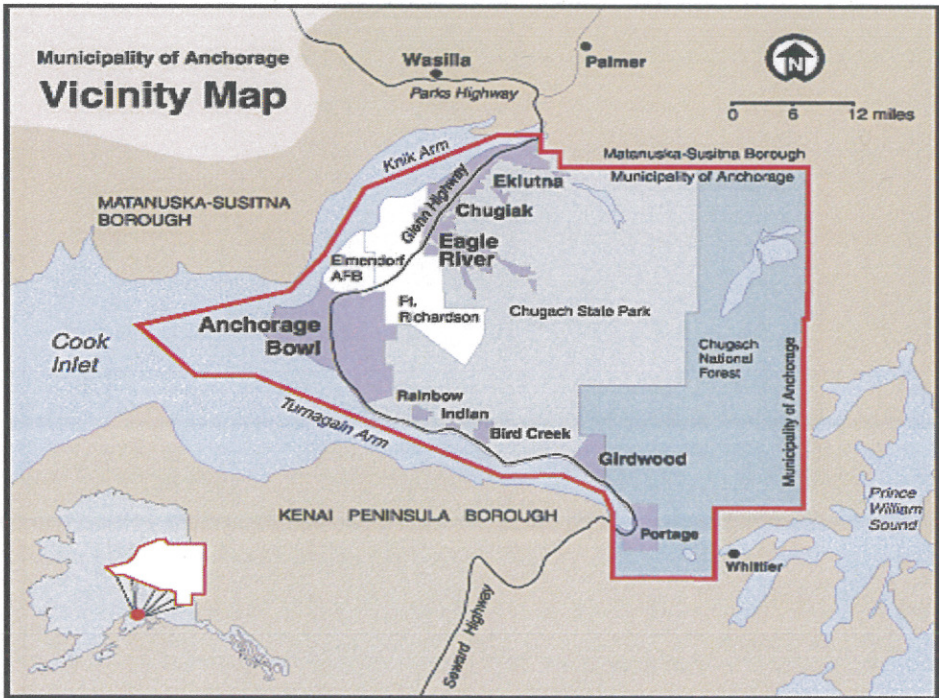 Municipality of Anchorage
Vicinity Map
Wasilla
Palmer
Parks Highway
N
0 6 12 miles
Knik Arm
Matanuska-Susitna Borough
Municipality of Anchorage
MATANUSKA-SUSITNA
BOROUGH
Glenn Highway
Eklutna
Chugiak
Eagle
River
Elmendorf
AFB
Ft.
Richardson
Chugach State Park
Anchorage
Bowl
Cook
Inlet
Chugach
National
Forest
Municipality of Anchorage
Rainbow
Indian
Bird Creek
Turnagain Arm
Girdwood
KENAI PENINSULA BOROUGH
Portage
Prince
William
Sound
Whittier
Seward Highway